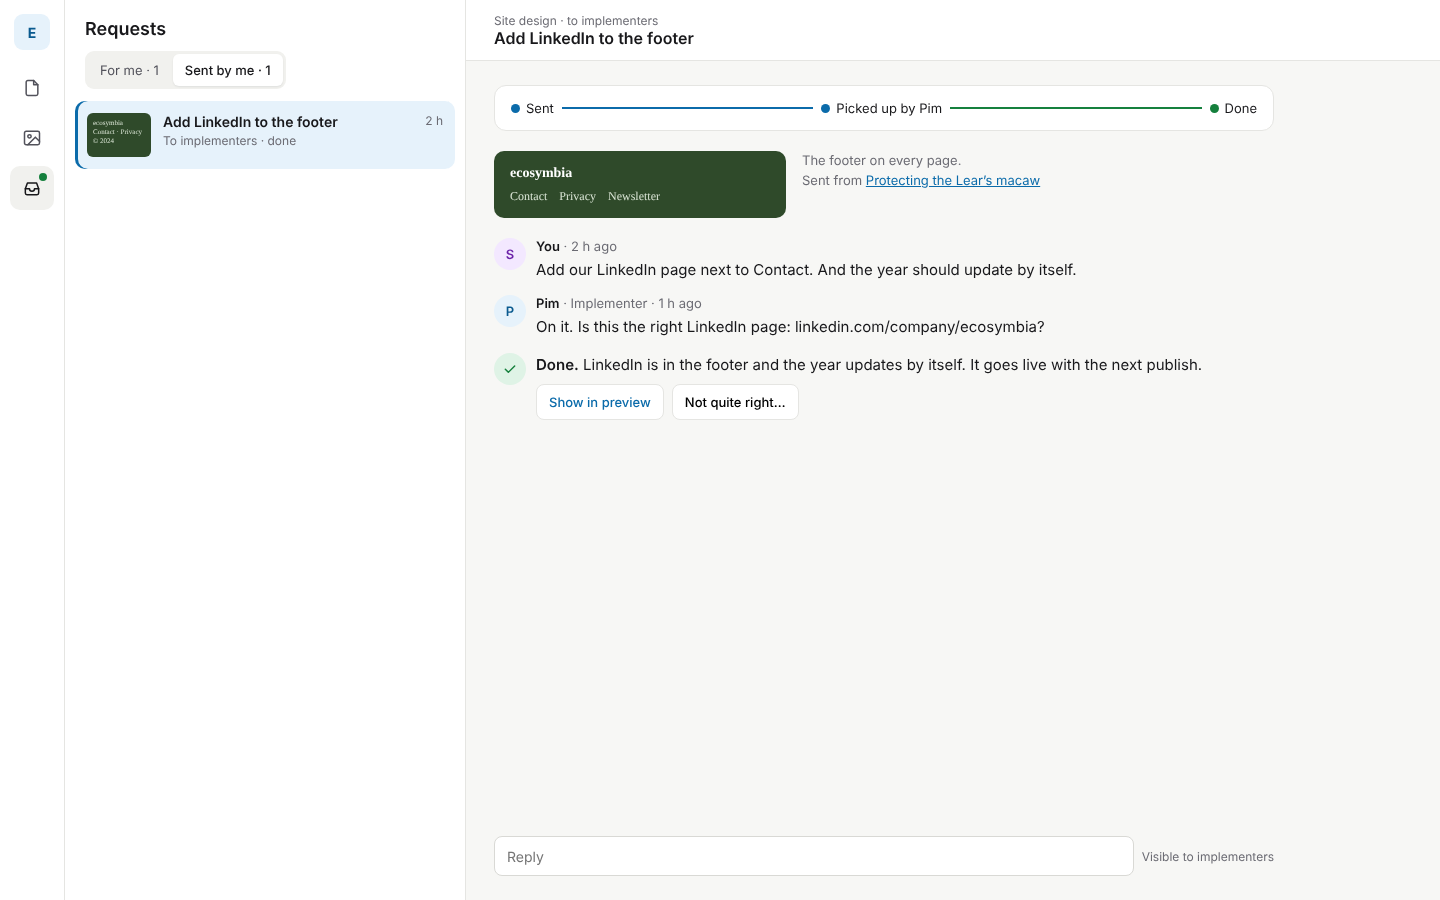 E
Requests
For me · 1
Sent by me · 1
ecosymbia
Contact · Privacy
© 2024
Add LinkedIn to the footer
2 h
To implementers · done
Site design · to implementers
Add LinkedIn to the footer
Sent
Picked up by Pim
Done
ecosymbia
Contact Privacy Newsletter
The footer on every page.
Sent from Protecting the Lear’s macaw
S
You · 2 h ago
Add our LinkedIn page next to Contact. And the year should update by itself.
P
Pim · Implementer · 1 h ago
On it. Is this the right LinkedIn page: linkedin.com/company/ecosymbia?
Done. LinkedIn is in the footer and the year updates by itself. It goes live with the next publish.
Show in preview
Not quite right...
Reply
Visible to implementers